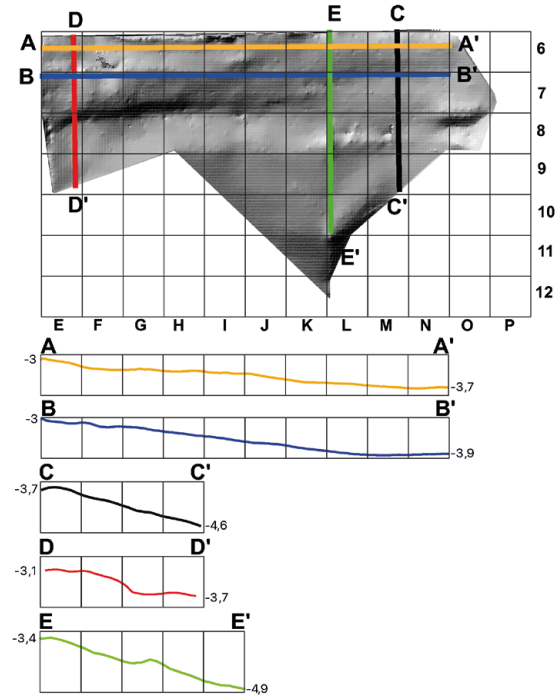 D E C
A A'
6
B B'
7
8
9
D' C' 10
E' 11
12
E F G H I J K L M N O P
A A'
-3
-3,7
B B'
-3
-3,9
C C'
-3,7
-4,6
D D'
-3,1
-3,7
E E'
-3,4
-4,9